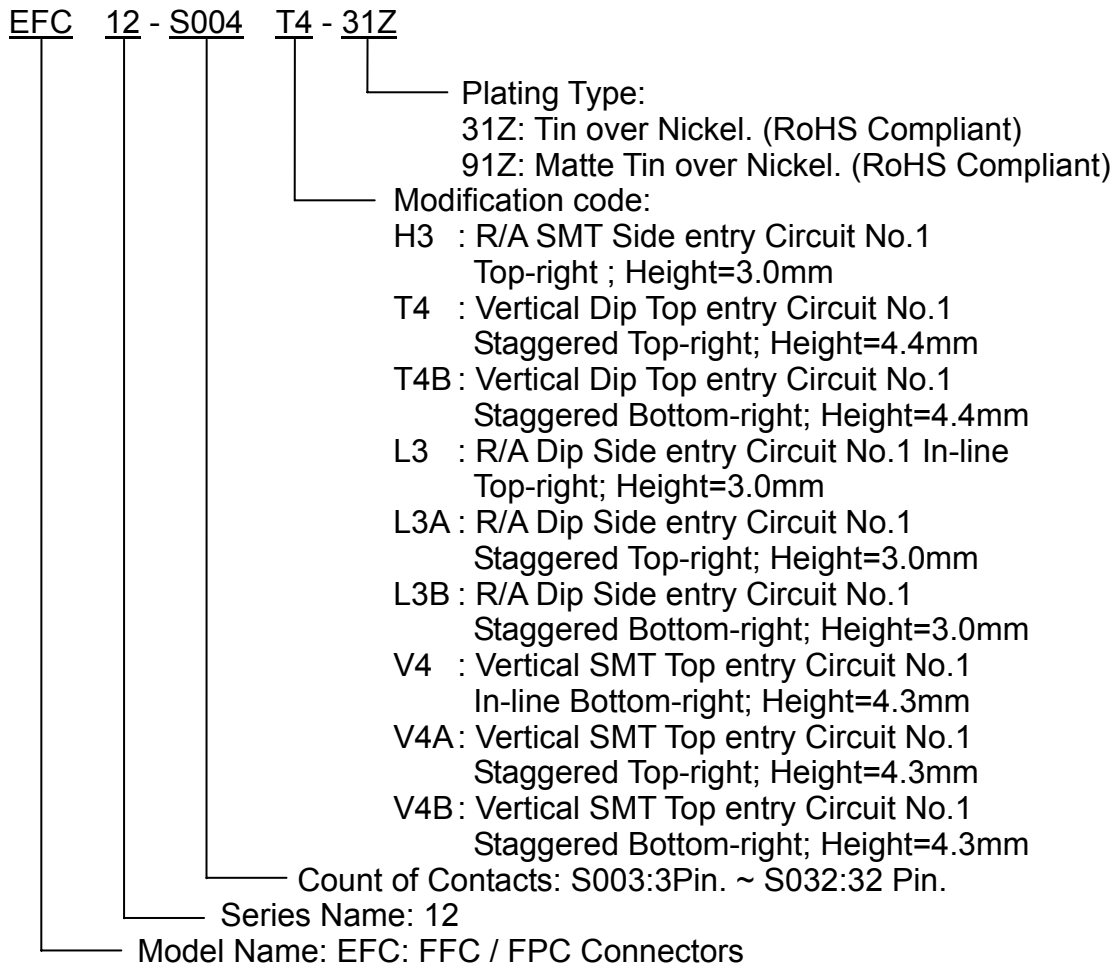 EFC 12 - S004 T4 - 31Z
Plating Type:
31Z: Tin over Nickel. (RoHS Compliant)
91Z: Matte Tin over Nickel. (RoHS Compliant)
Modification code:
H3 : R/A SMT Side entry Circuit No.1
Top-right ; Height=3.0mm
T4 : Vertical Dip Top entry Circuit No.1
Staggered Top-right; Height=4.4mm
T4B : Vertical Dip Top entry Circuit No.1
Staggered Bottom-right; Height=4.4mm
L3 : R/A Dip Side entry Circuit No.1 In-line
Top-right; Height=3.0mm
L3A : R/A Dip Side entry Circuit No.1
Staggered Top-right; Height=3.0mm
L3B : R/A Dip Side entry Circuit No.1
Staggered Bottom-right; Height=3.0mm
V4 : Vertical SMT Top entry Circuit No.1
In-line Bottom-right; Height=4.3mm
V4A : Vertical SMT Top entry Circuit No.1
Staggered Top-right; Height=4.3mm
V4B : Vertical SMT Top entry Circuit No.1
Staggered Bottom-right; Height=4.3mm
Count of Contacts: S003:3Pin. ~ S032:32 Pin.
Series Name: 12
Model Name: EFC: FFC / FPC Connectors